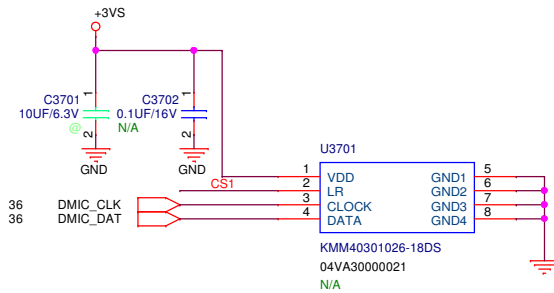 +3VS
C3701
10UF/6.3V
@
1
2
GND
C3702
0.1UF/16V
N/A
1
2
GND
U3701
CS1
1 VDD GND1 5
2 LR GND2 6
3 CLOCK GND3 7
4 DATA GND4 8
36 DMIC_CLK
36 DMIC_DAT
KMM40301026-18DS
04VA30000021
N/A
GND